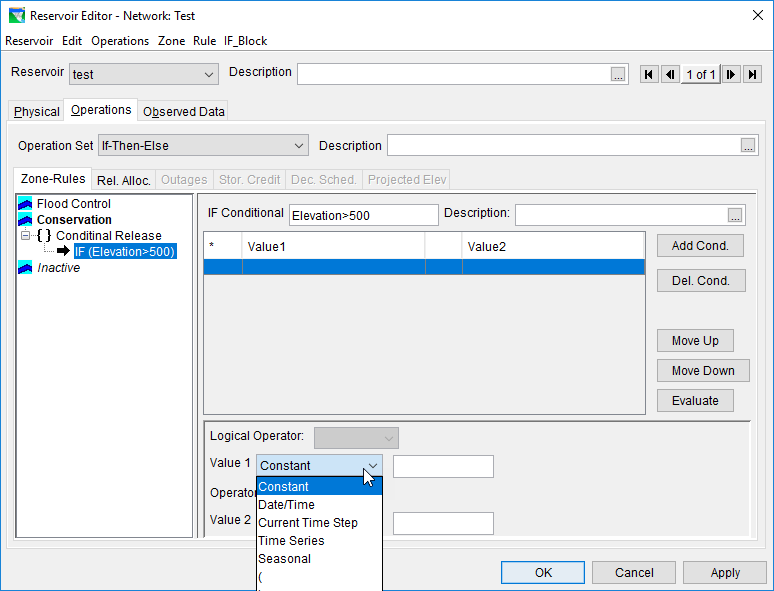 Reservoir Editor - Network: Test
Reservoir Edit Operations Zone Rule IF_Block
Reservoir test Description ... 1 of 1
Physical Operations Observed Data
Operation Set If-Then-Else Description ...
Zone-Rules Rel. Alloc. Outages Stor. Credit Dec. Sched. Projected Elev
Flood Control
Conservation
{ } Conditinal Release
IF (Elevation>500)
Inactive
IF Conditional Elevation>500 Description: ...
* Value1 Value2
Add Cond.
Del. Cond.
Move Up
Move Down
Evaluate
Logical Operator:
Value 1 Constant
Constant
Date/Time
Operator
Current Time Step
Time Series
Value 2
Seasonal
(
OK Cancel Apply